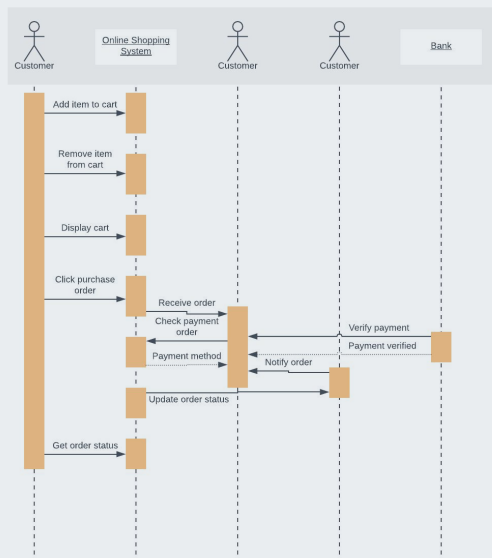 Customer
Online Shopping
System
Customer
Customer
Bank
Add item to cart
Remove item
from cart
Display cart
Click purchase
order
Receive order
Check payment
order
Verify payment
Payment verified
Payment method
Notify order
Update order status
Get order status